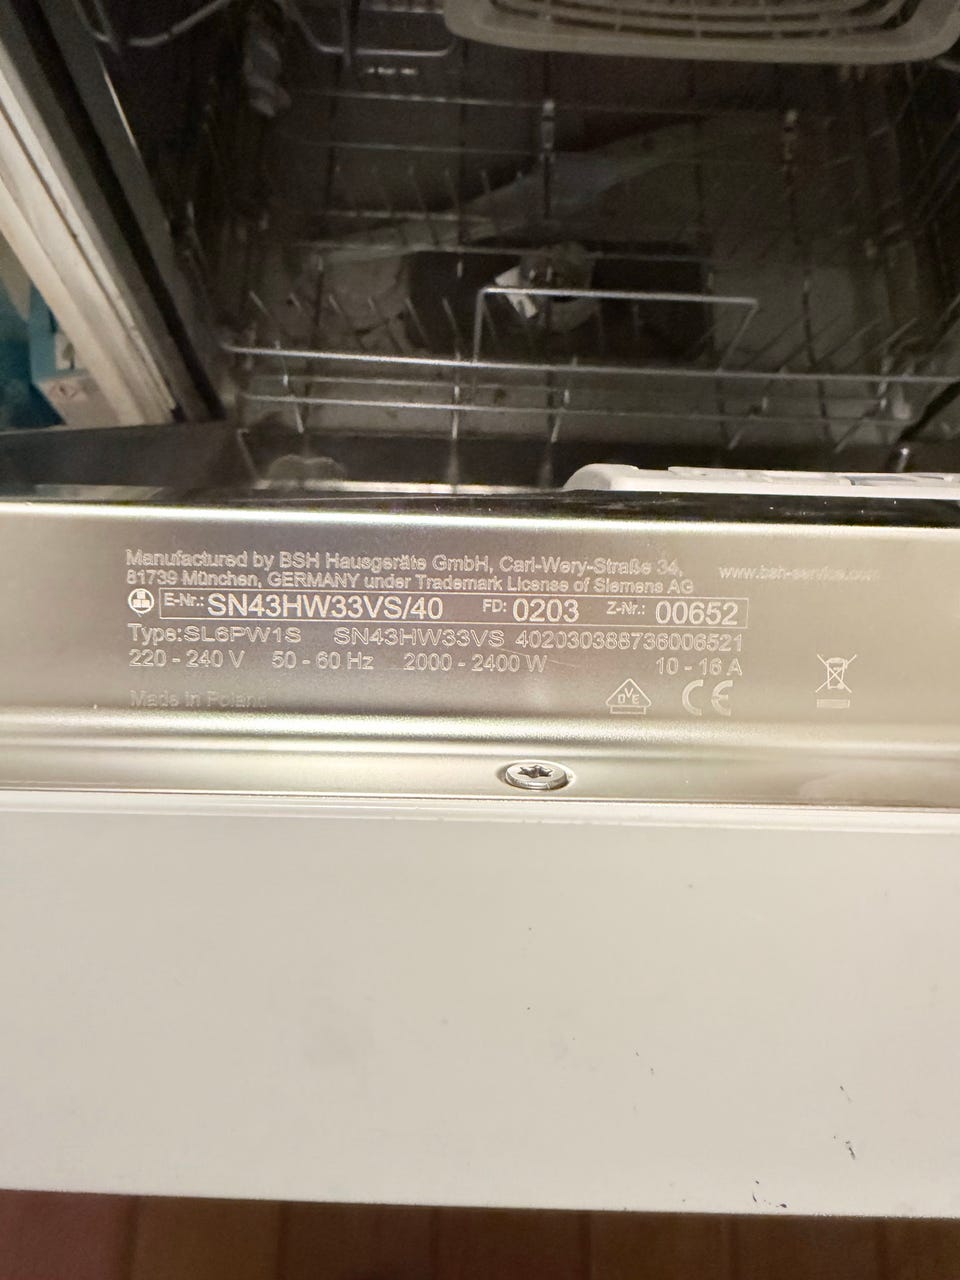 Manufactured by BSH Hausgeräte GmbH, Carl-Wery-Straße 34,
81739 München, GERMANY under Trademark License of Siemens AG
www.bsh-service.com
E-Nr.: SN43HW33VS/40 FD: 0203 Z-Nr.: 00652
Type:SL6PW1S SN43HW33VS 402030388736006521
220 - 240 V 50 - 60 Hz 2000 - 2400 W 10 - 16 A
Made in Poland
DVE CE